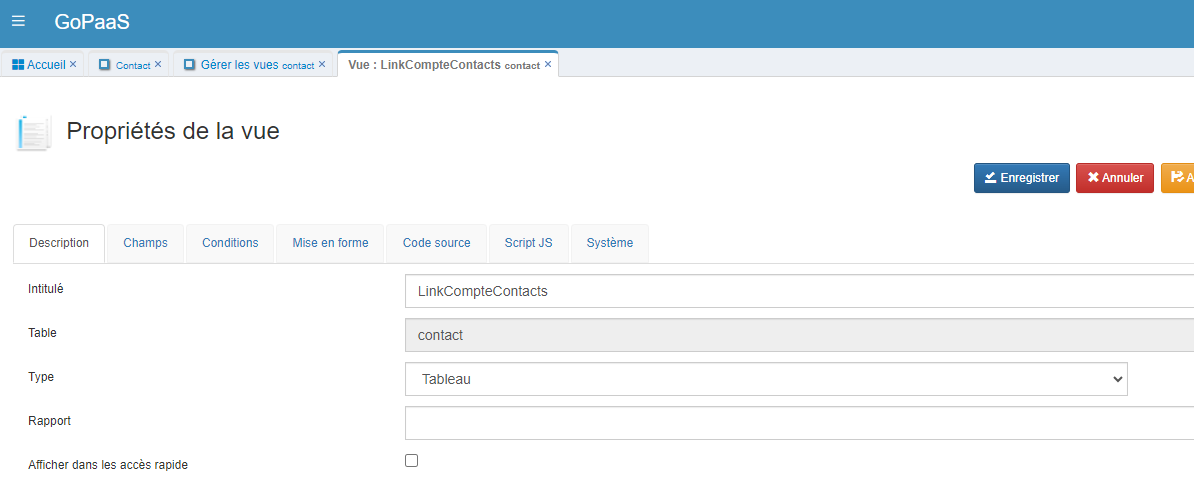 GoPaaS
Accueil × Contact × Gérer les vues contact × Vue : LinkCompteContacts contact ×
Propriétés de la vue
Enregistrer Annuler A
Description Champs Conditions Mise en forme Code source Script JS Système
Intitulé LinkCompteContacts
Table contact
Type Tableau
Rapport
Afficher dans les accès rapide